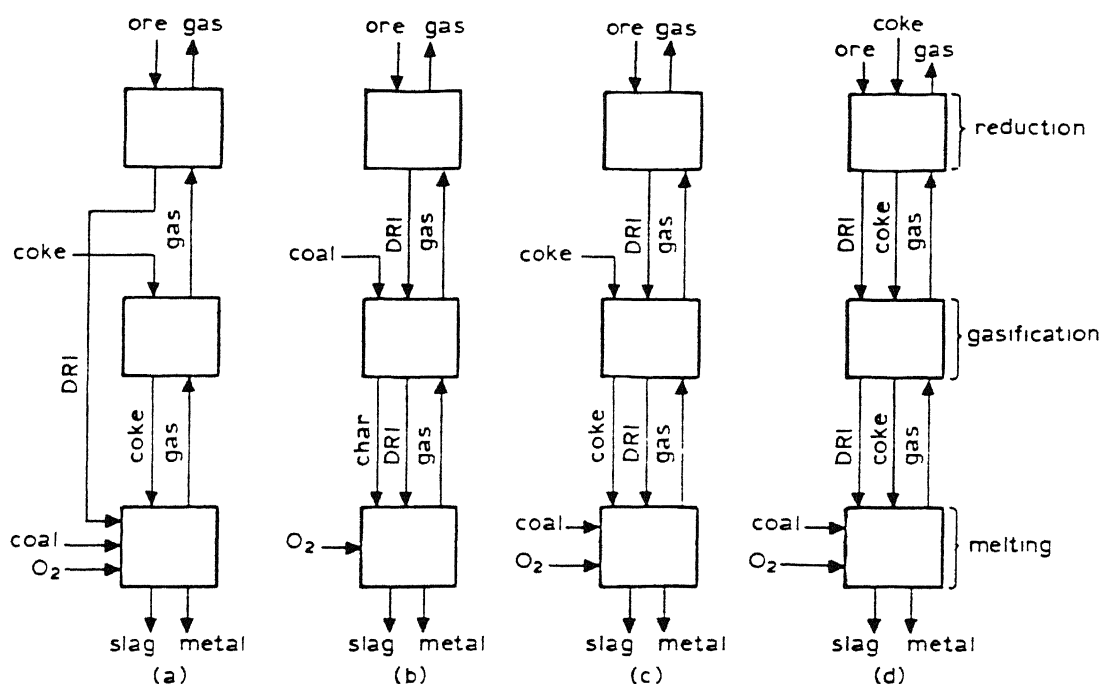 ore gas
ore gas
ore gas
coke
ore
gas
reduction
gas
DRI
gas
DRI
gas
DRI
coke
gas
coke
coal
coke
gasification
DRI
coke
gas
char
DRI
gas
coke
DRI
gas
DRI
coke
gas
coal
O2
O2
coal
O2
coal
O2
melting
slag metal
slag metal
slag metal
slag metal
(a)
(b)
(c)
(d)